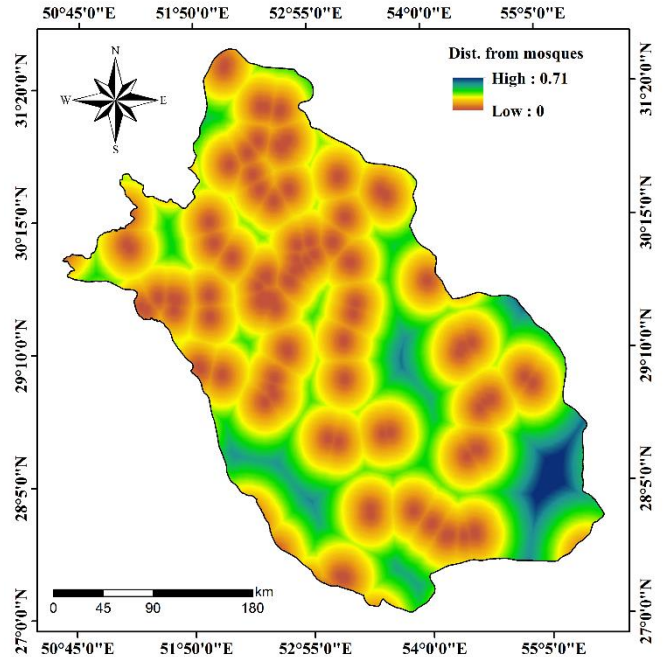 50°45'0"E 51°50'0"E 52°55'0"E 54°0'0"E 55°5'0"E
Dist. from mosques
High : 0.71
Low : 0
N
W E
S
31°20'0"N 31°20'0"N
30°15'0"N 30°15'0"N
29°10'0"N 29°10'0"N
28°5'0"N 28°5'0"N
27°0'0"N 27°0'0"N
km
0 45 90 180
50°45'0"E 51°50'0"E 52°55'0"E 54°0'0"E 55°5'0"E